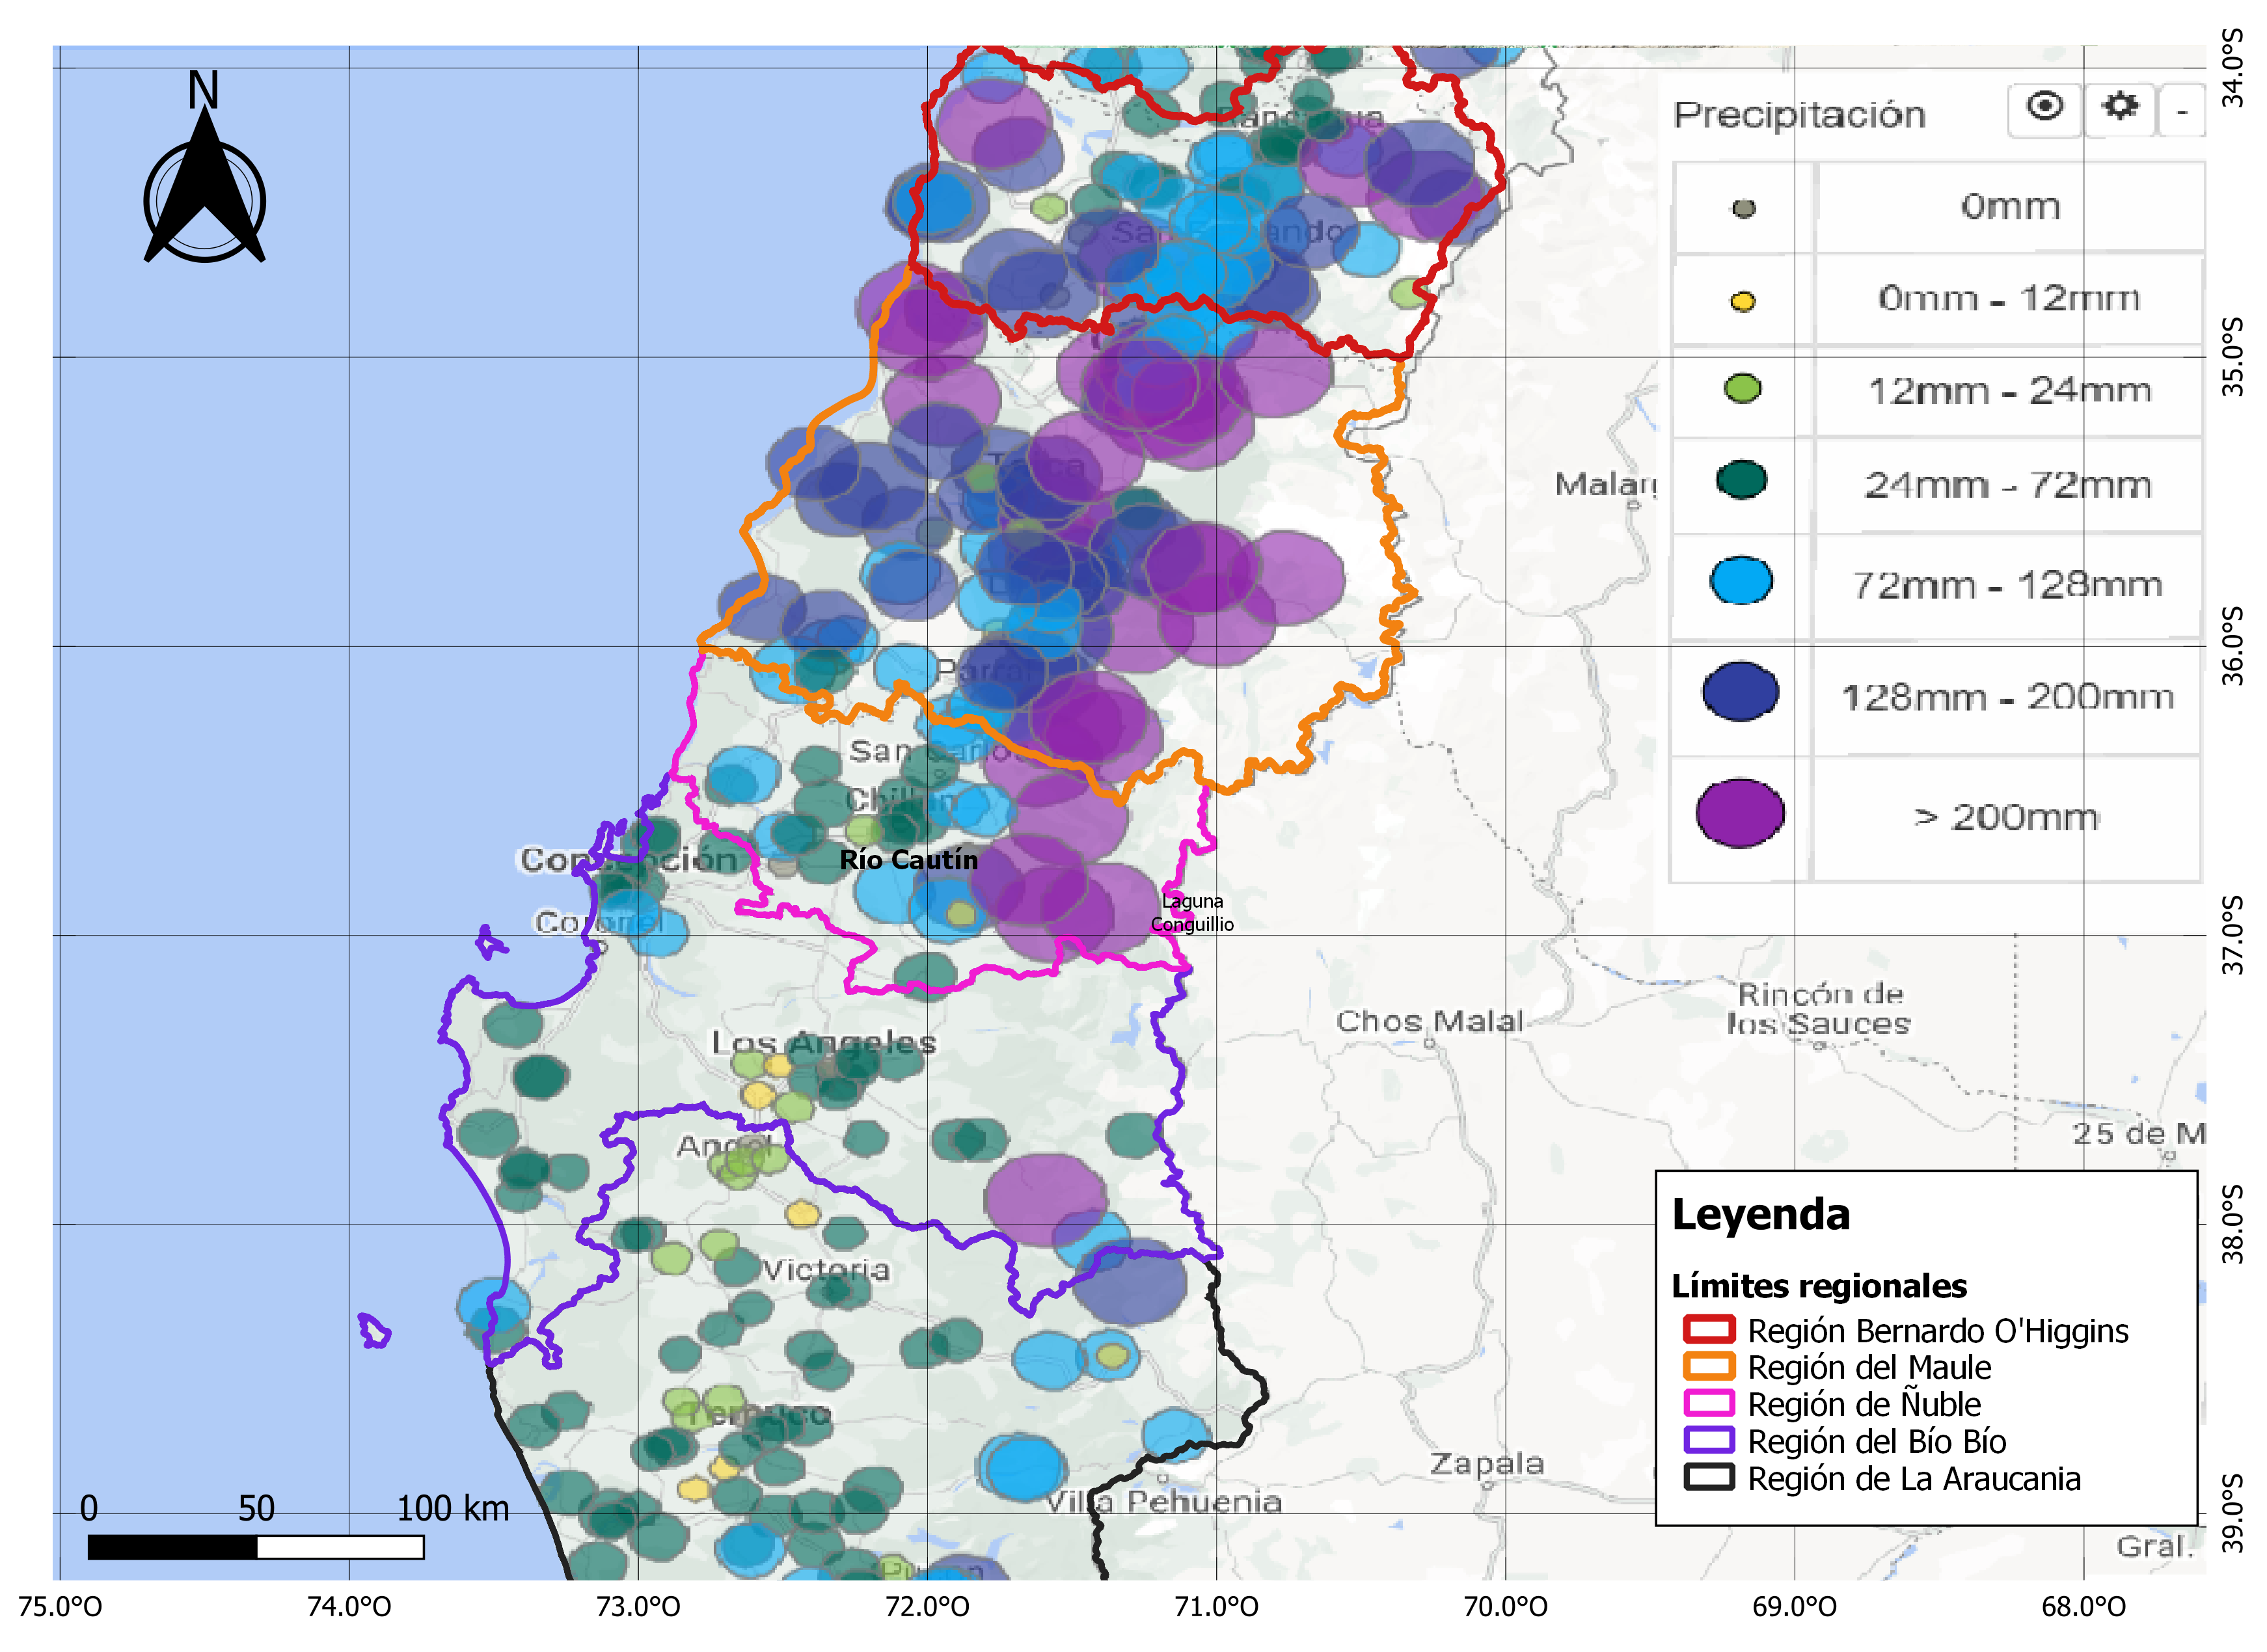 N
34.0°S
Rancagua
Precipitación
-
0mm
0mm - 12mm
12mm - 24mm
24mm - 72mm
72mm - 128mm
128mm - 200mm
> 200mm
San Fernando
35.0°S
Talca
Malarg
36.0°S
Parral
San Carlos
Chillán
Concepción
Río Cautín
Laguna
Conguillio
Coronel
37.0°S
Rincón de
los Sauces
Chos Malal
Los Angeles
25 de M
Angol
38.0°S
Victoria
Temuco
Zapala
Villa Pehuenia
Leyenda
Límites regionales
Región Bernardo O'Higgins
Región del Maule
Región de Ñuble
Región del Bío Bío
Región de La Araucania
0 50 100 km
39.0°S
Gral.
Pucón
75.0°O 74.0°O 73.0°O 72.0°O 71.0°O 70.0°O 69.0°O 68.0°O